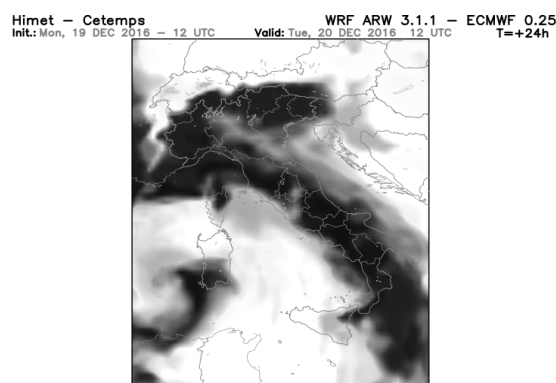 Himet – Cetemps WRF ARW 3.1.1 – ECMWF 0.25
Init.: Mon, 19 DEC 2016 – 12 UTC Valid: Tue, 20 DEC 2016 12 UTC T=+24h